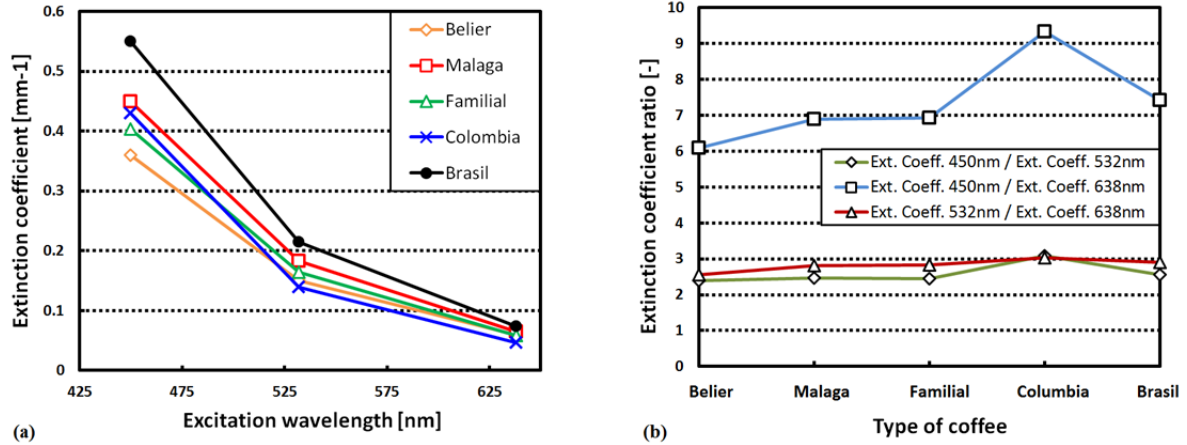 0.6
0.5
0.4
0.3
0.2
0.1
0
Extinction coefficient [mm-1]
Belier
Malaga
Familial
Colombia
Brasil
425 475 525 575 625
Excitation wavelength [nm]
(a)
10
9
8
7
6
5
4
3
2
1
0
Extinction coefficient ratio [-]
Ext. Coeff. 450nm / Ext. Coeff. 532nm
Ext. Coeff. 450nm / Ext. Coeff. 638nm
Ext. Coeff. 532nm / Ext. Coeff. 638nm
Belier Malaga Familial Columbia Brasil
Type of coffee
(b)